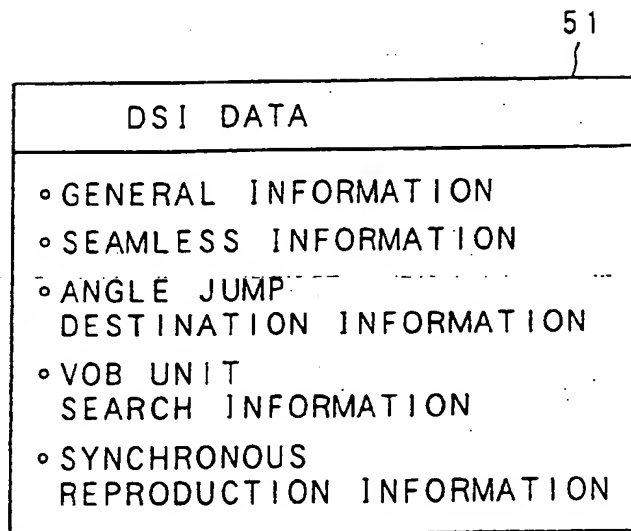 51
DSI DATA
◦GENERAL INFORMATION
◦SEAMLESS INFORMATION
◦ANGLE JUMP
DESTINATION INFORMATION
◦VOB UNIT
SEARCH INFORMATION
◦SYNCHRONOUS
REPRODUCTION INFORMATION